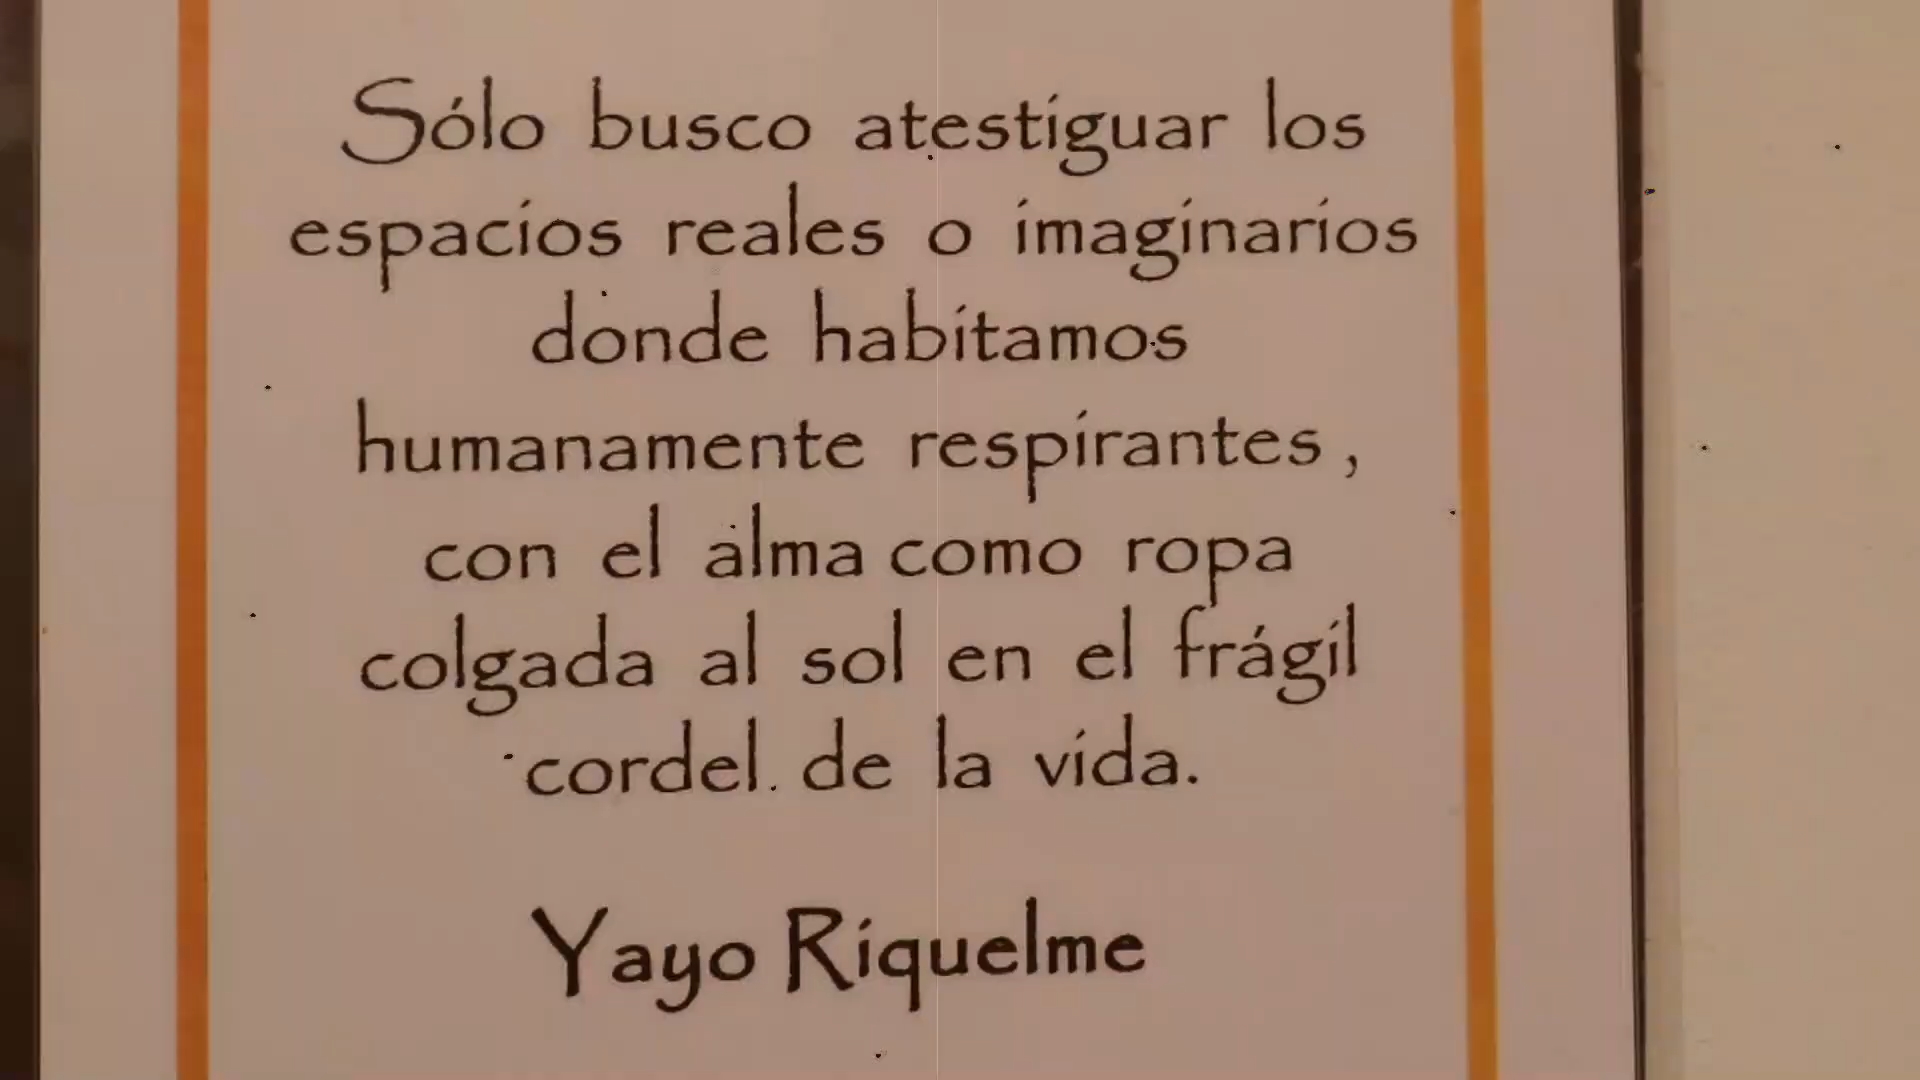 Sólo busco atestiguar los
espacios reales o imaginarios
donde habitamos
humanamente respirantes ,
con el alma como ropa
colgada al sol en el frágil
cordel de la vida.
Yayo Riquelme